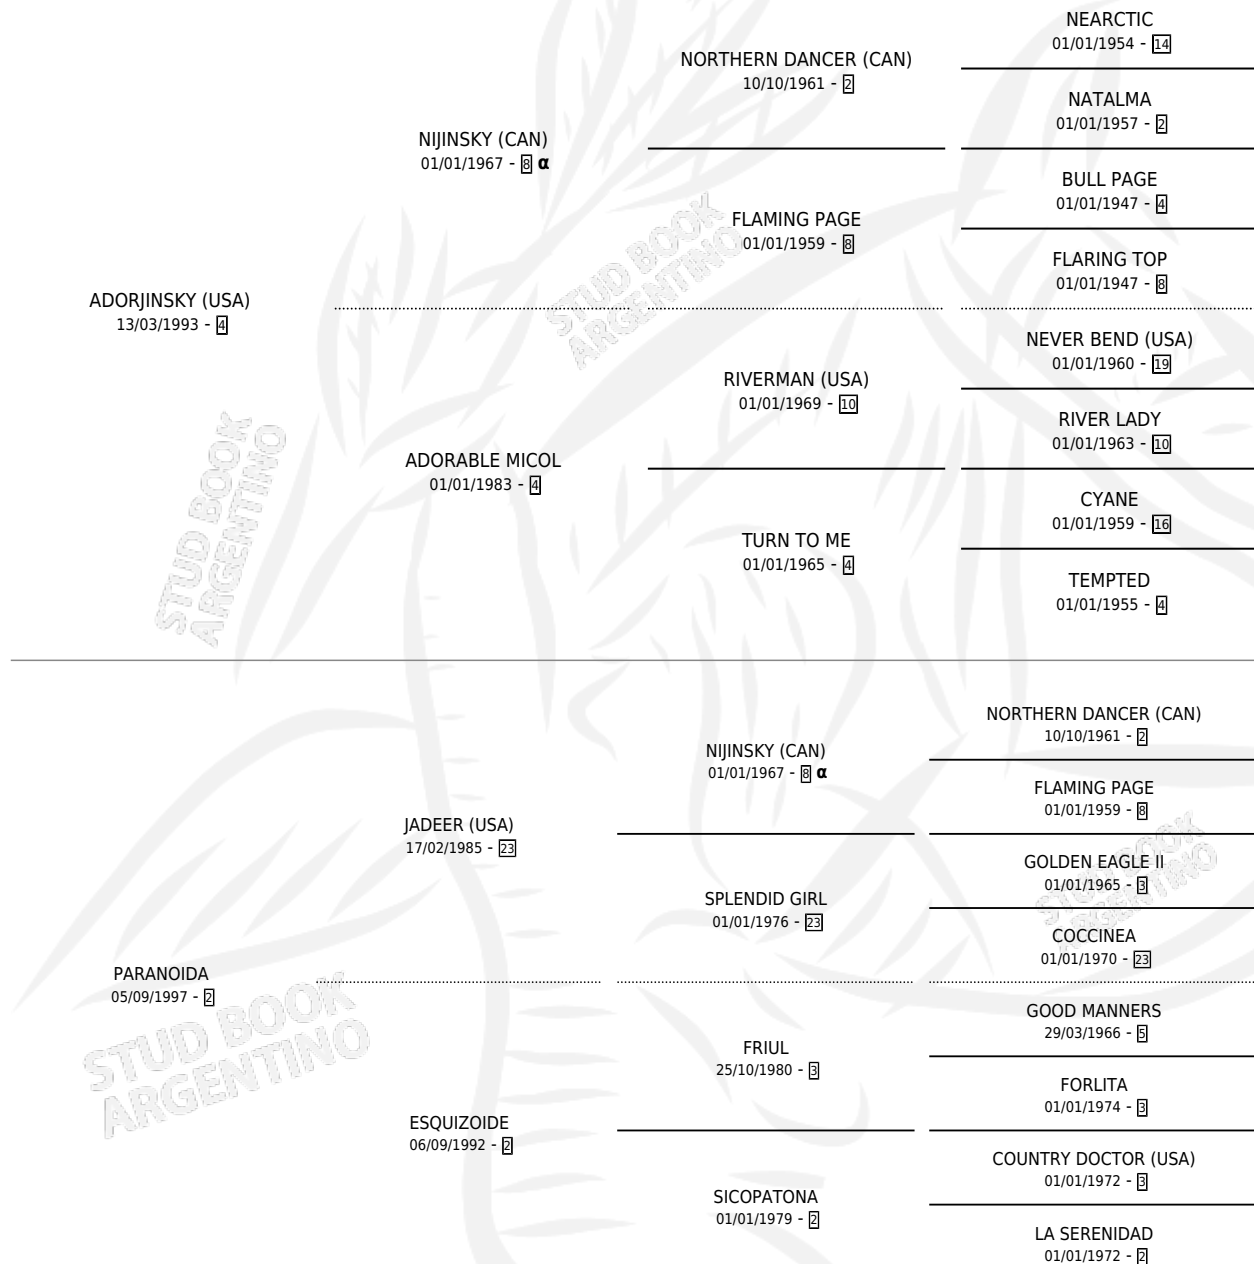 NEARCTIC
01/01/1954 - 14
NORTHERN DANCER (CAN)
10/10/1961 - 2
NATALMA
01/01/1957 - 2
NIJINSKY (CAN)
01/01/1967 - 8 α
BULL PAGE
01/01/1947 - 4
FLAMING PAGE
01/01/1959 - 8
FLARING TOP
01/01/1947 - 8
ADORJINSKY (USA)
13/03/1993 - 4
NEVER BEND (USA)
01/01/1960 - 19
RIVERMAN (USA)
01/01/1969 - 10
RIVER LADY
01/01/1963 - 10
ADORABLE MICOL
01/01/1983 - 4
CYANE
01/01/1959 - 16
TURN TO ME
01/01/1965 - 4
TEMPTED
01/01/1955 - 4
NORTHERN DANCER (CAN)
10/10/1961 - 2
NIJINSKY (CAN)
01/01/1967 - 8 α
FLAMING PAGE
01/01/1959 - 8
JADEER (USA)
17/02/1985 - 23
GOLDEN EAGLE II
01/01/1965 - 3
SPLENDID GIRL
01/01/1976 - 23
COCCINEA
01/01/1970 - 23
PARANOIDA
05/09/1997 - 2
GOOD MANNERS
29/03/1966 - 5
FRIUL
25/10/1980 - 3
FORLITA
01/01/1974 - 3
ESQUIZOIDE
06/09/1992 - 2
COUNTRY DOCTOR (USA)
01/01/1972 - 3
SICOPATONA
01/01/1979 - 2
LA SERENIDAD
01/01/1972 - 2
STUD BOOK
ARGENTINO
STUD BOOK
ARGENTINO
STUD BOOK
ARGENTINO
STUD BOOK
ARGENTINO